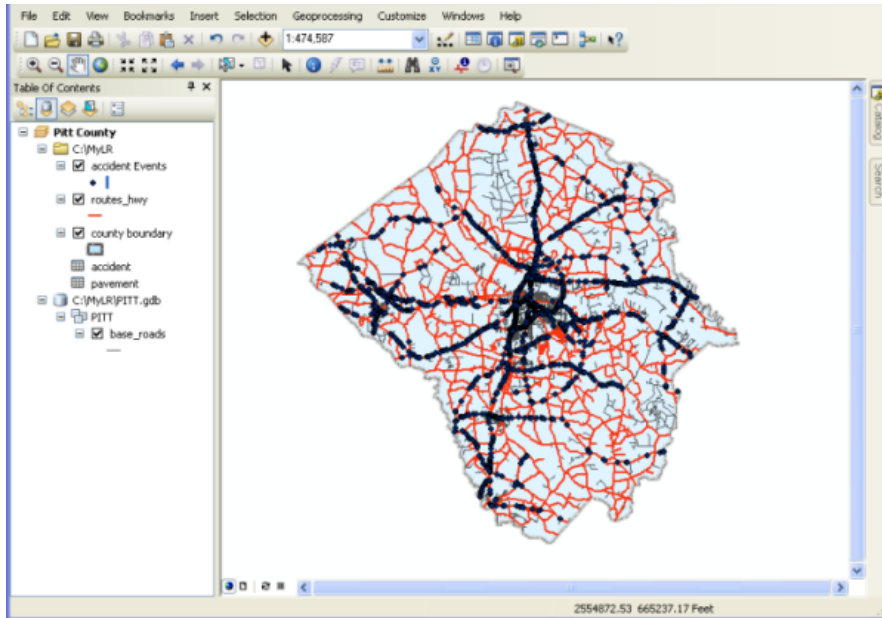 File Edit View Bookmarks Insert Selection Geoprocessing Customize Windows Help
1:474,587
Table Of Contents
Pitt County
C:\MyLR
accident Events
routes_hwy
county boundary
accident
pavement
C:\MyLR\PITT.gdb
PITT
base_roads
Catalog
Search
2554872.53 665237.17 Feet